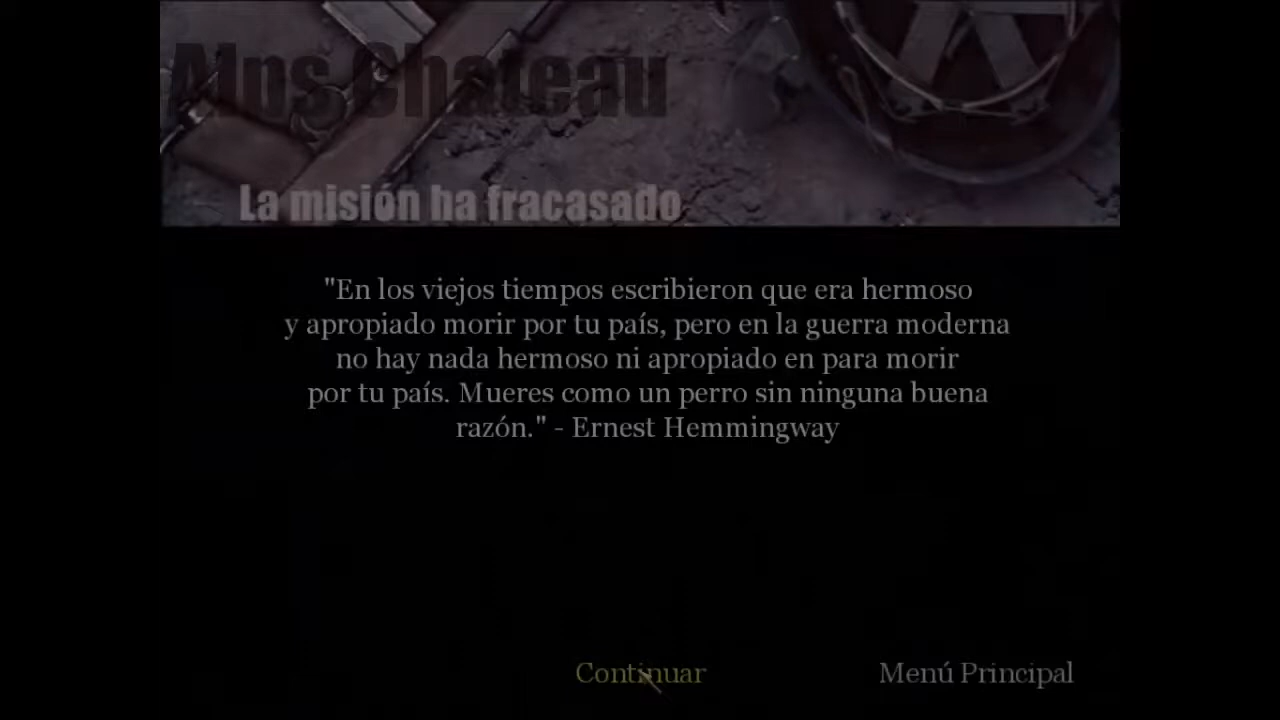 Alps Chateau
La misión ha fracasado
"En los viejos tiempos escribieron que era hermoso
y apropiado morir por tu país, pero en la guerra moderna
no hay nada hermoso ni apropiado en para morir
por tu país. Mueres como un perro sin ninguna buena
razón." - Ernest Hemmingway
Continuar
Menú Principal